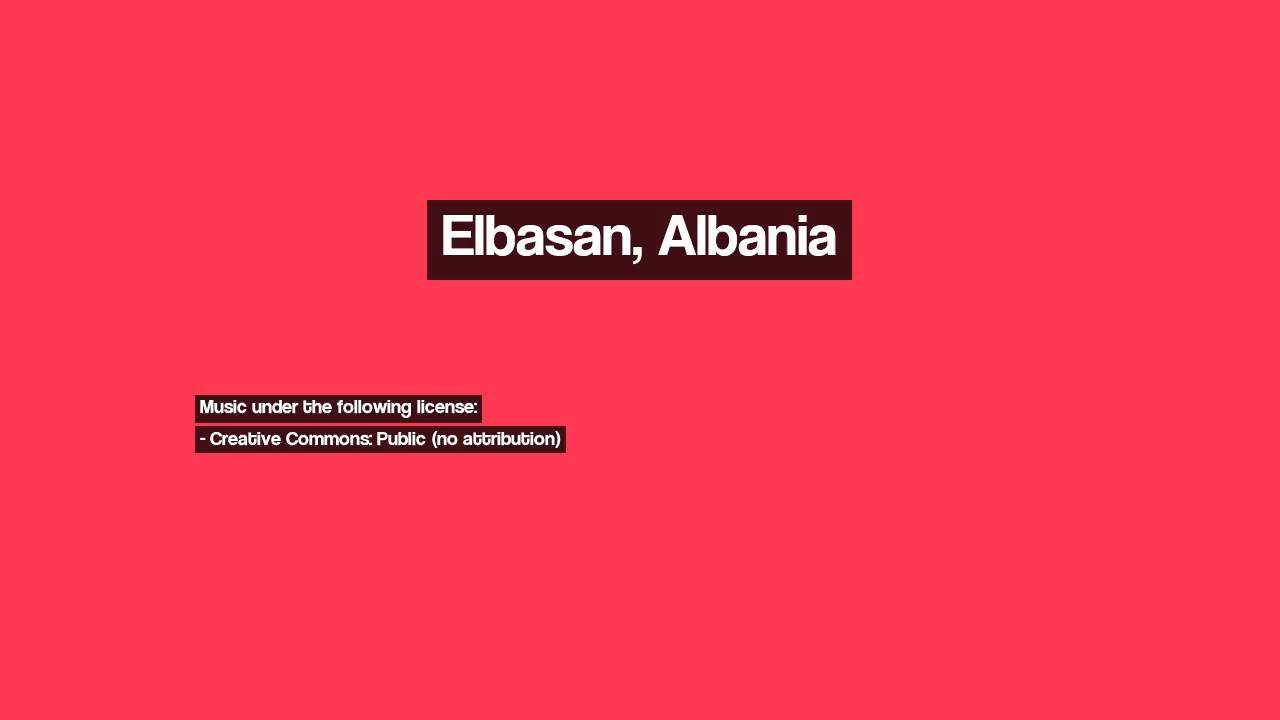 Elbasan, Albania
Music under the following license:
- Creative Commons: Public (no attribution)